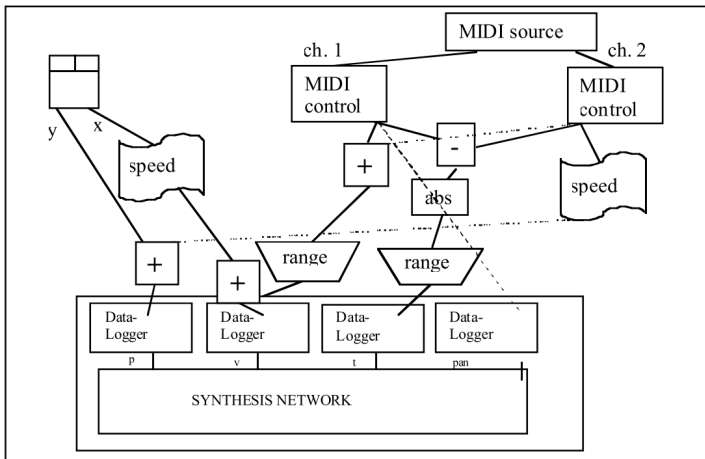 MIDI source
ch. 1
ch. 2
MIDI
control
MIDI
control
y
x
speed
+
-
speed
abs
+
+
range
range
Data-
Logger
Data-
Logger
Data-
Logger
Data-
Logger
p
v
t
pan
SYNTHESIS NETWORK